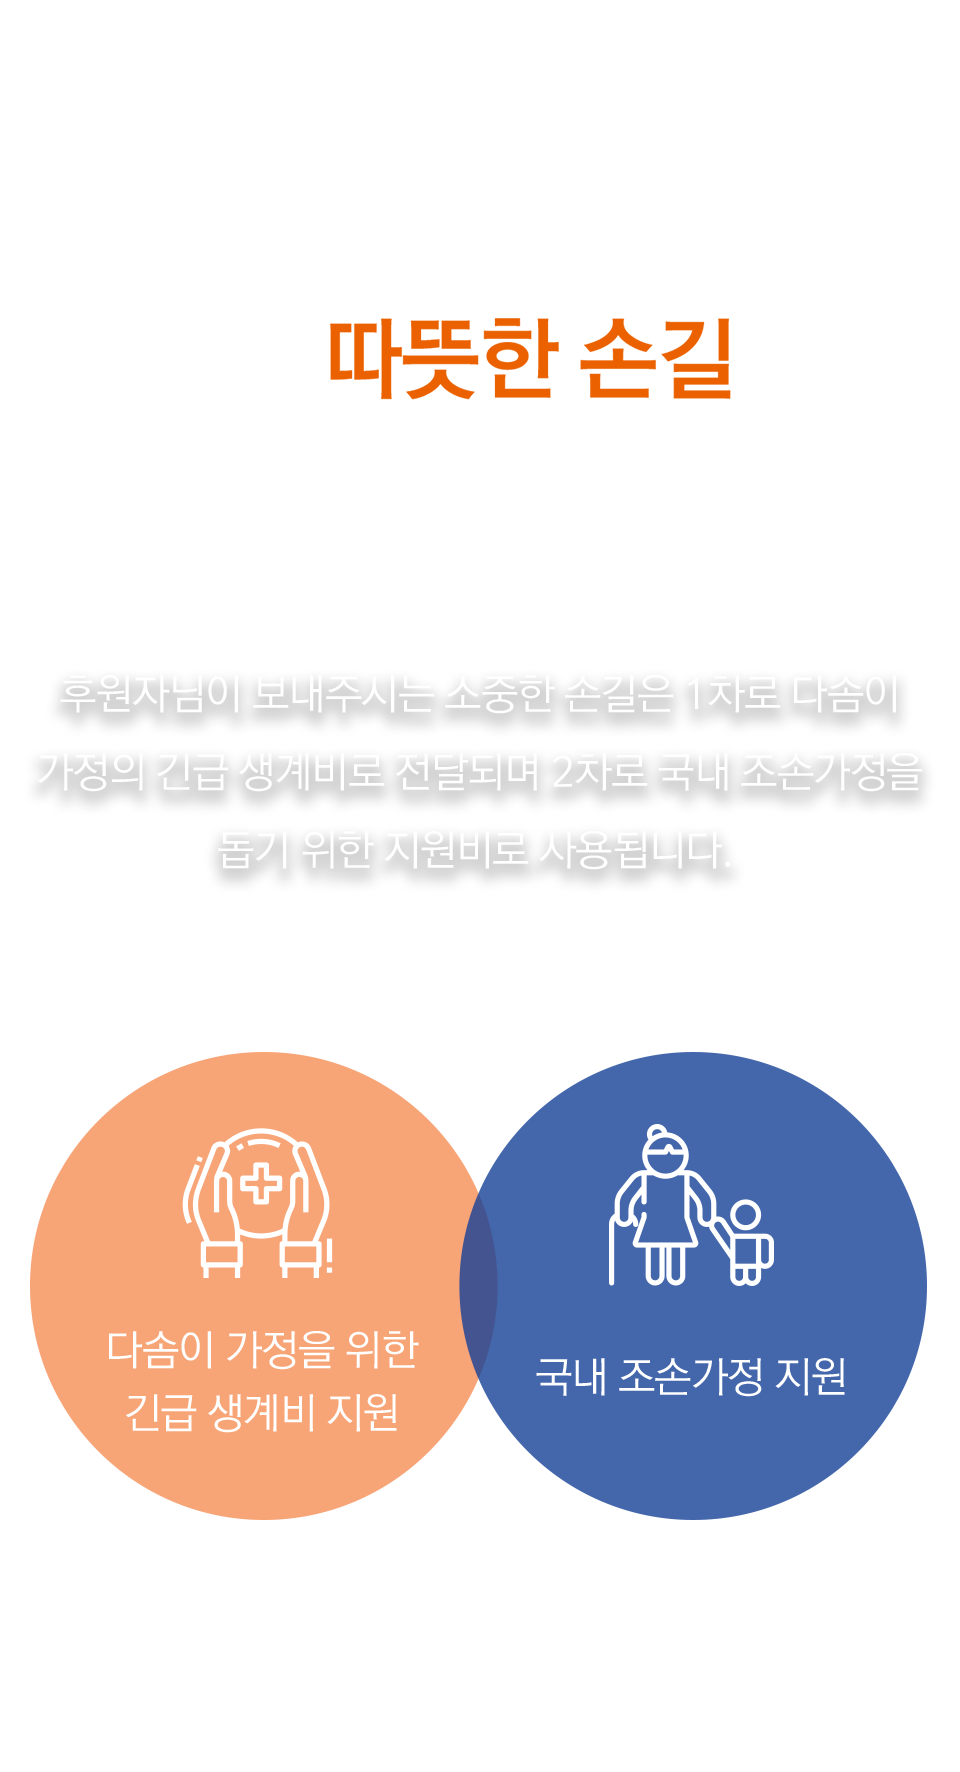 따뜻한 손길
후원자님이 보내주시는 소중한 손길은 1차로 다솜이
가정의 긴급 생계비로 전달되며 2차로 국내 조손가정을
돕기 위한 지원비로 사용됩니다.
다솜이 가정을 위한
긴급 생계비 지원
국내 조손가정 지원